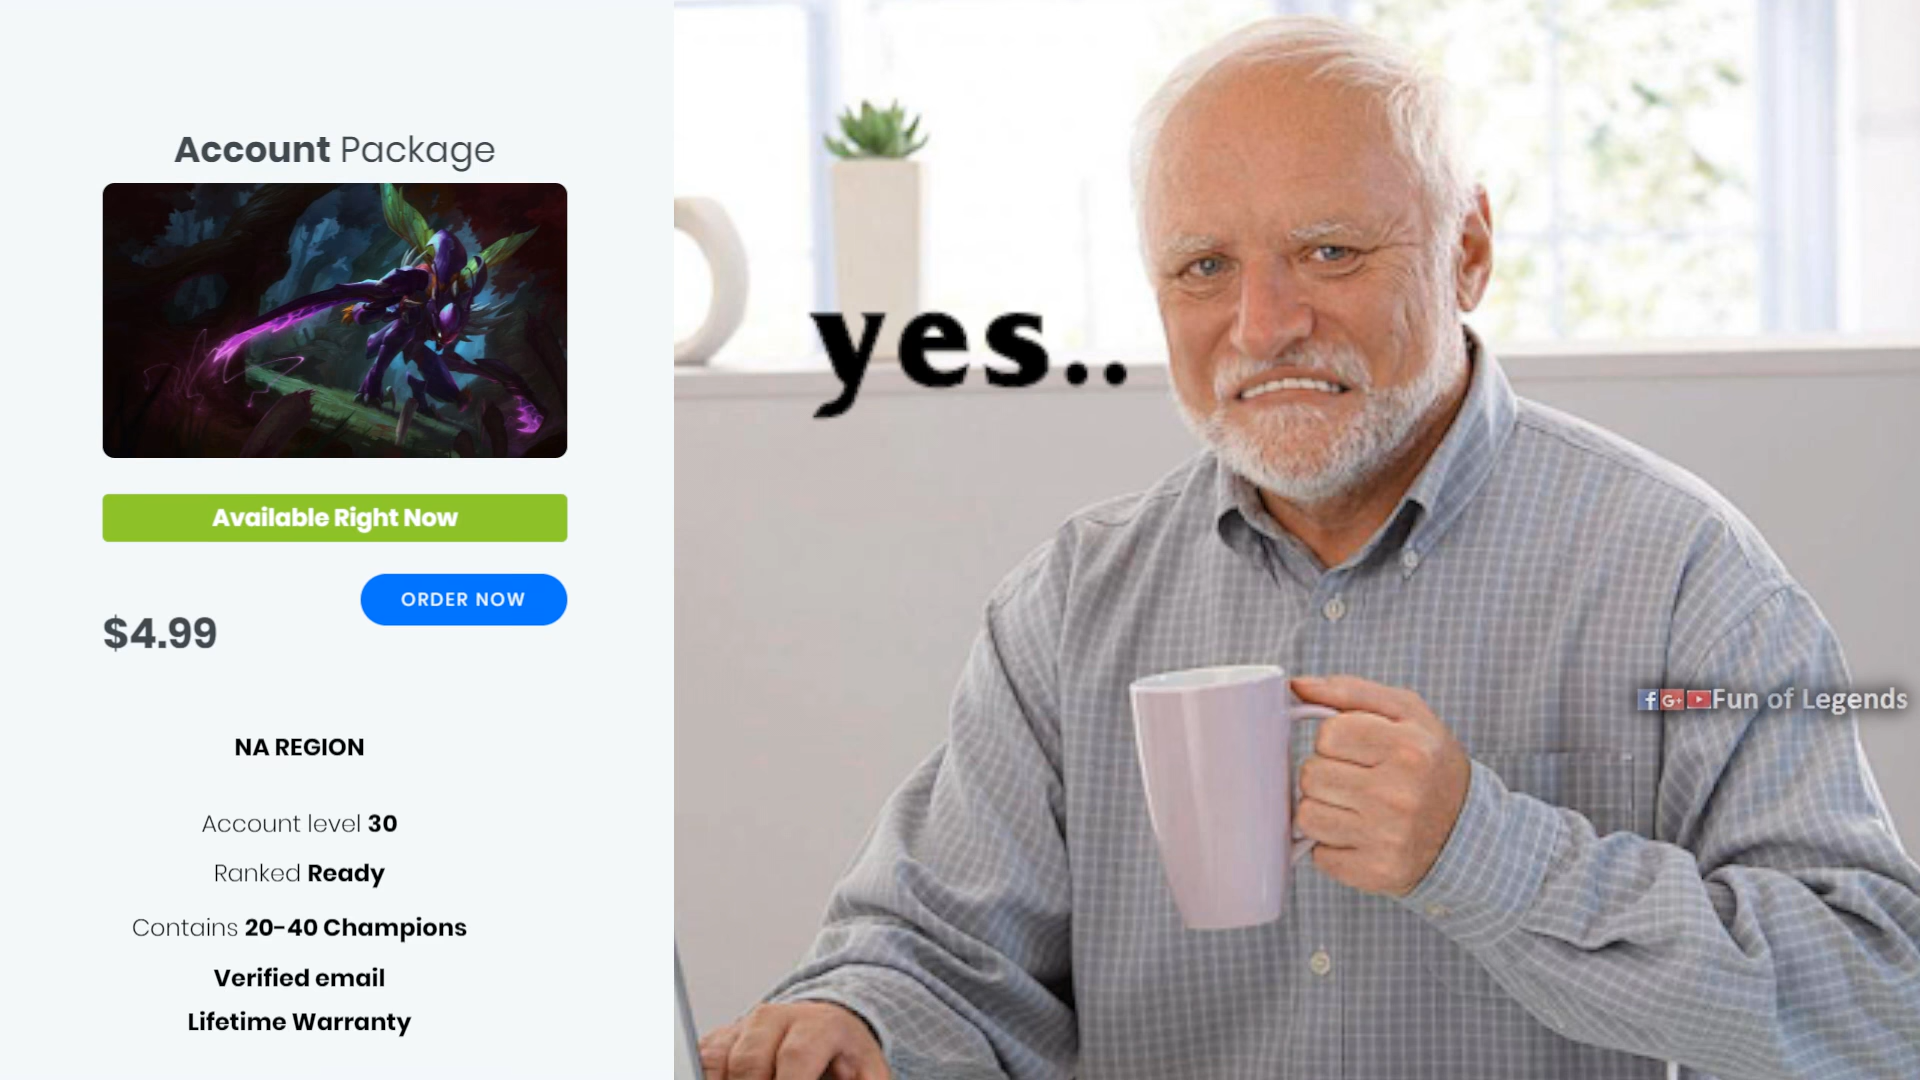 Account Package
Available Right Now
ORDER NOW
$4.99
NA REGION
Account level 30
Ranked Ready
Contains 20-40 Champions
Verified email
Lifetime Warranty
yes..
f G+ Fun of Legends